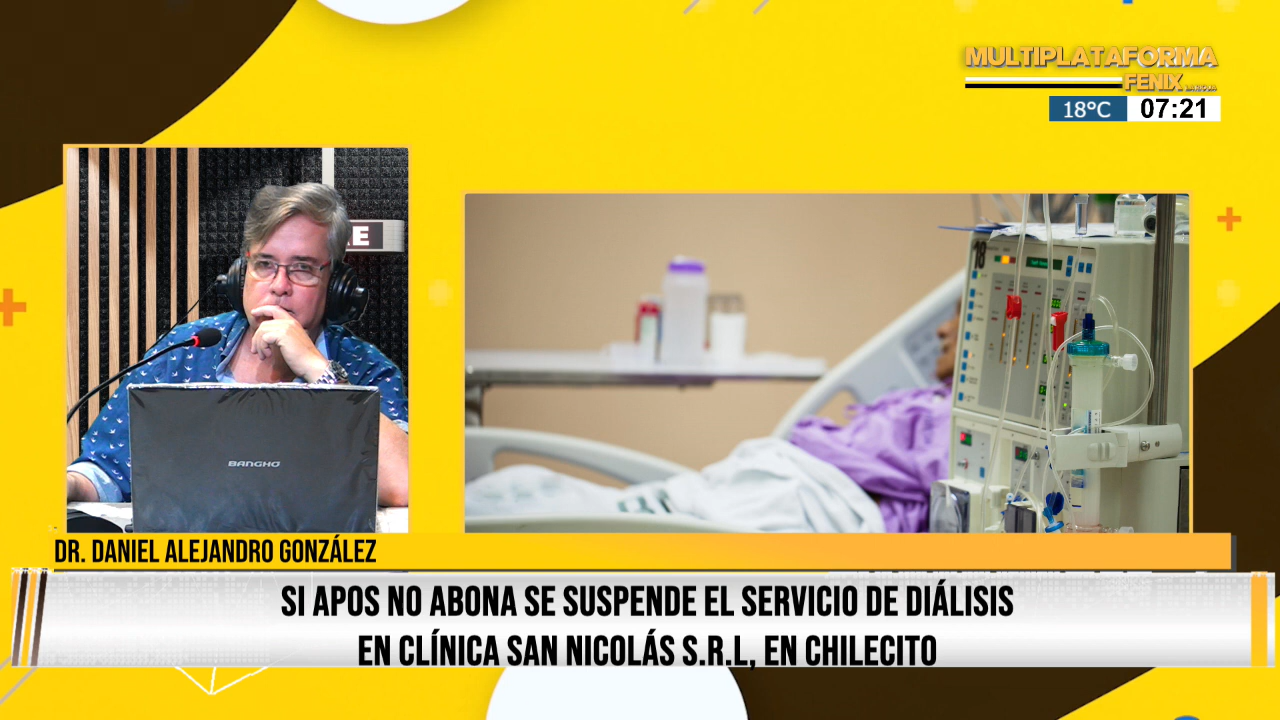 MULTIPLATAFORMA
FENIX
18°C 07:21
BANGHO
18
DR. DANIEL ALEJANDRO GONZÁLEZ
SI APOS NO ABONA SE SUSPENDE EL SERVICIO DE DIÁLISIS
EN CLÍNICA SAN NICOLÁS S.R.L, EN CHILECITO